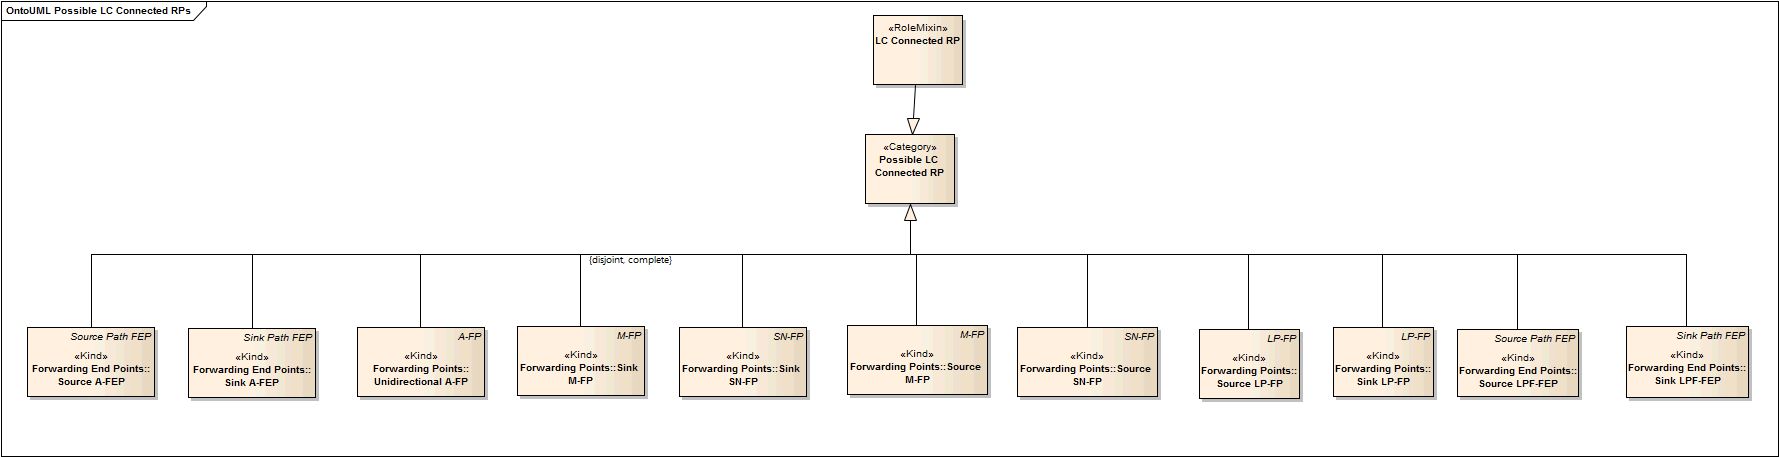 OntoUML Possible LC Connected RPs
«RoleMixin»
LC Connected RP
«Category»
Possible LC
Connected RP
{disjoint, complete}
Source Path FEP
«Kind»
Forwarding End Points::
Source A-FEP
Sink Path FEP
«Kind»
Forwarding End Points::
Sink A-FEP
A-FP
«Kind»
Forwarding Points::
Unidirectional A-FP
M-FP
«Kind»
Forwarding Points::Sink
M-FP
SN-FP
«Kind»
Forwarding Points::Sink
SN-FP
M-FP
«Kind»
Forwarding Points::Source
M-FP
SN-FP
«Kind»
Forwarding Points::Source
SN-FP
LP-FP
«Kind»
Forwarding Points::
Source LP-FP
LP-FP
«Kind»
Forwarding Points::
Sink LP-FP
Source Path FEP
«Kind»
Forwarding End Points::
Source LPF-FEP
Sink Path FEP
«Kind»
Forwarding End Points::
Sink LPF-FEP